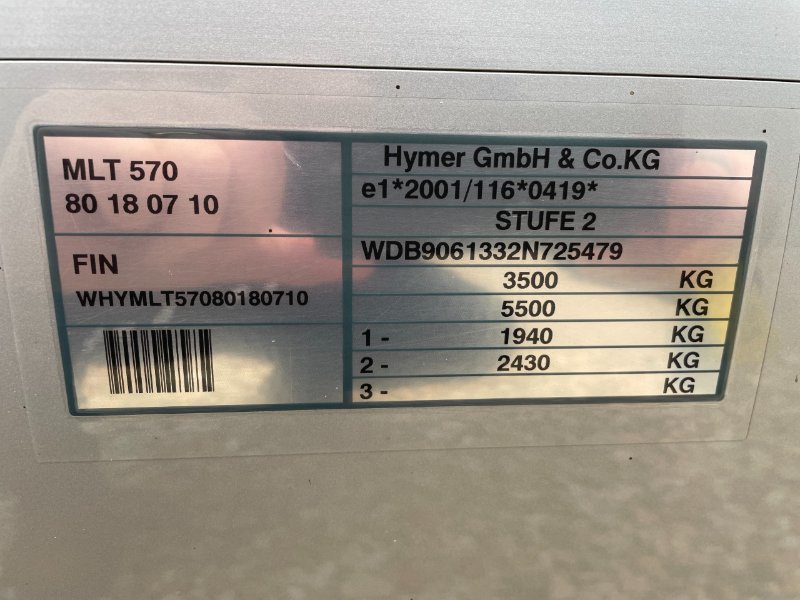 MLT 570
80 18 07 10
FIN
WHYMLT57080180710
Hymer GmbH & Co.KG
e1*2001/116*0419*
STUFE 2
WDB9061332N725479
3500 KG
5500 KG
1 - 1940 KG
2 - 2430 KG
3 - KG